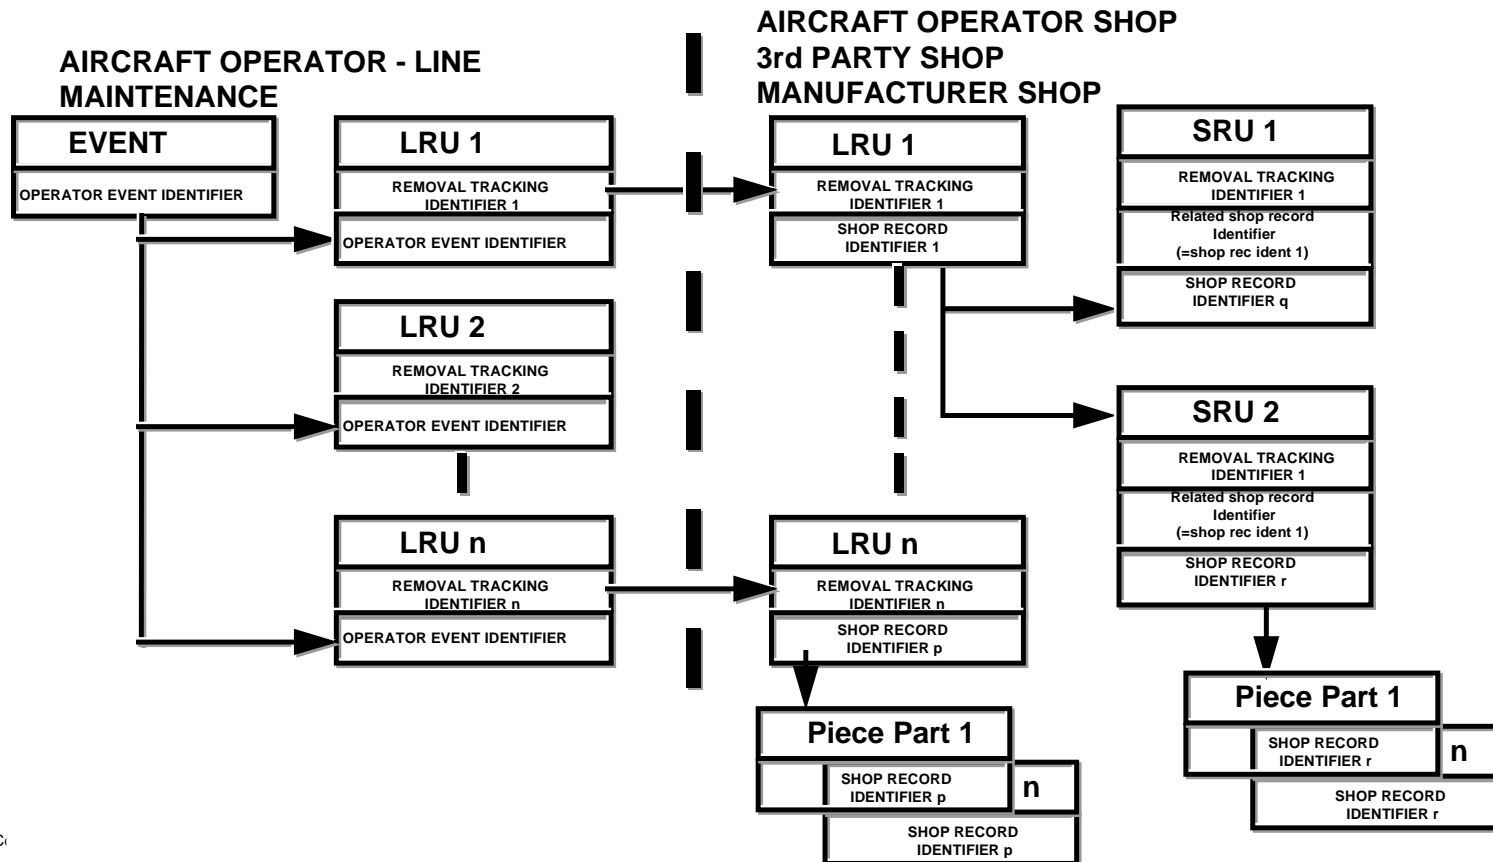 AIRCRAFT OPERATOR - LINE
MAINTENANCE
AIRCRAFT OPERATOR SHOP
3rd PARTY SHOP
MANUFACTURER SHOP
EVENT
OPERATOR EVENT IDENTIFIER
LRU 1
REMOVAL TRACKING
IDENTIFIER 1
OPERATOR EVENT IDENTIFIER
LRU 2
REMOVAL TRACKING
IDENTIFIER 2
OPERATOR EVENT IDENTIFIER
LRU n
REMOVAL TRACKING
IDENTIFIER n
OPERATOR EVENT IDENTIFIER
LRU 1
REMOVAL TRACKING
IDENTIFIER 1
SHOP RECORD
IDENTIFIER 1
LRU n
REMOVAL TRACKING
IDENTIFIER n
SHOP RECORD
IDENTIFIER p
Piece Part 1
SHOP RECORD
IDENTIFIER p
n
SHOP RECORD
IDENTIFIER p
SRU 1
REMOVAL TRACKING
IDENTIFIER 1
Related shop record
Identifier
(=shop rec ident 1)
SHOP RECORD
IDENTIFIER q
SRU 2
REMOVAL TRACKING
IDENTIFIER 1
Related shop record
Identifier
(=shop rec ident 1)
SHOP RECORD
IDENTIFIER r
Piece Part 1
SHOP RECORD
IDENTIFIER r
n
SHOP RECORD
IDENTIFIER r